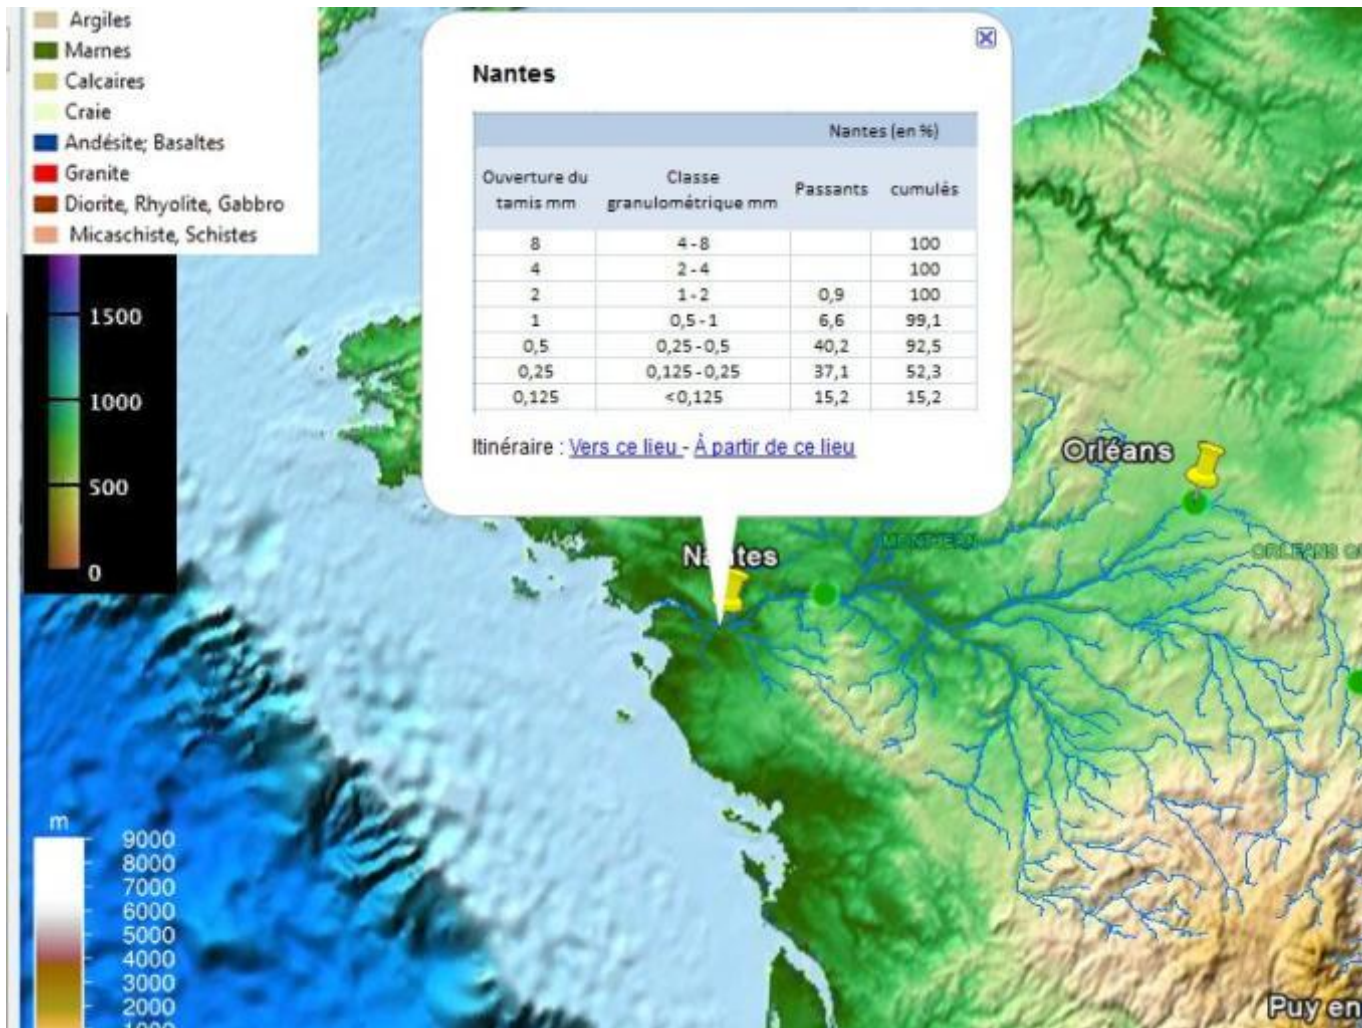 Argiles
Marnes
Calcaires
Craie
Andésite; Basaltes
Granite
Diorite, Rhyolite, Gabbro
Micaschiste, Schistes
1500
1000
500
0
m
9000
8000
7000
6000
5000
4000
3000
2000
Nantes
Nantes (en %)
Ouverture du tamis mm Classe granulométrique mm Passants cumulés
8 4 - 8 100
4 2 - 4 100
2 1 - 2 0,9 100
1 0,5 - 1 6,6 99,1
0,5 0,25 - 0,5 40,2 92,5
0,25 0,125 - 0,25 37,1 52,3
0,125 <0,125 15,2 15,2
Itinéraire : Vers ce lieu - À partir de ce lieu
Orléans
Nantes
MONTJEAN
ORLEANS
Puy en